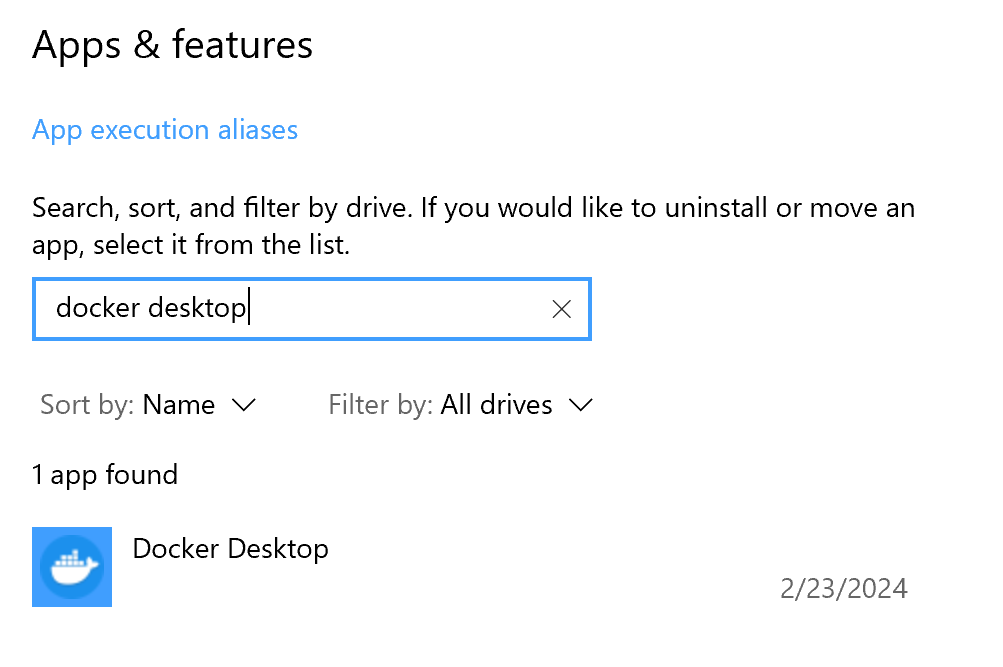 Apps & features
App execution aliases
Search, sort, and filter by drive. If you would like to uninstall or move an
app, select it from the list.
docker desktop
Sort by: Name
Filter by: All drives
1 app found
Docker Desktop
2/23/2024